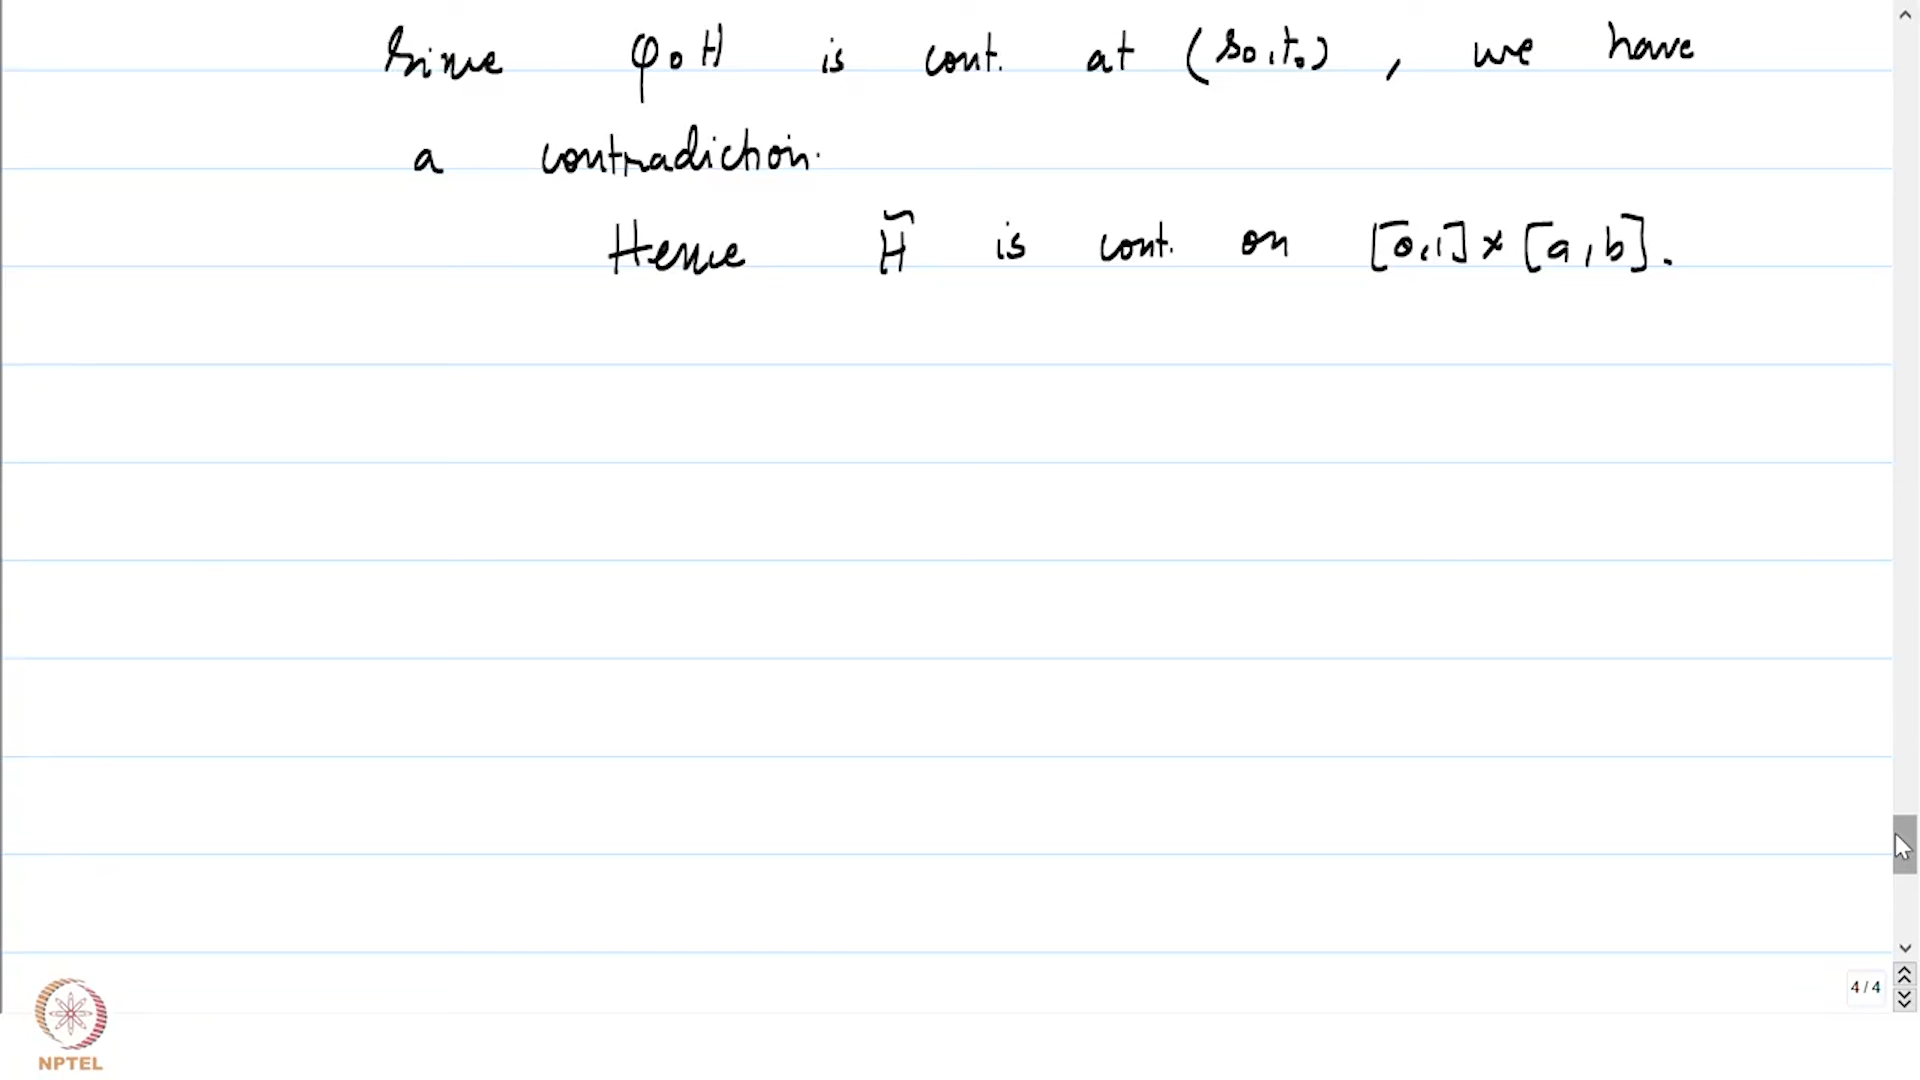 Since φ∘H is cont. at (s₀,t₀), we have
a contradiction.
Hence H̃ is cont. on [0,1] × [a,b].
4 / 4
NPTEL